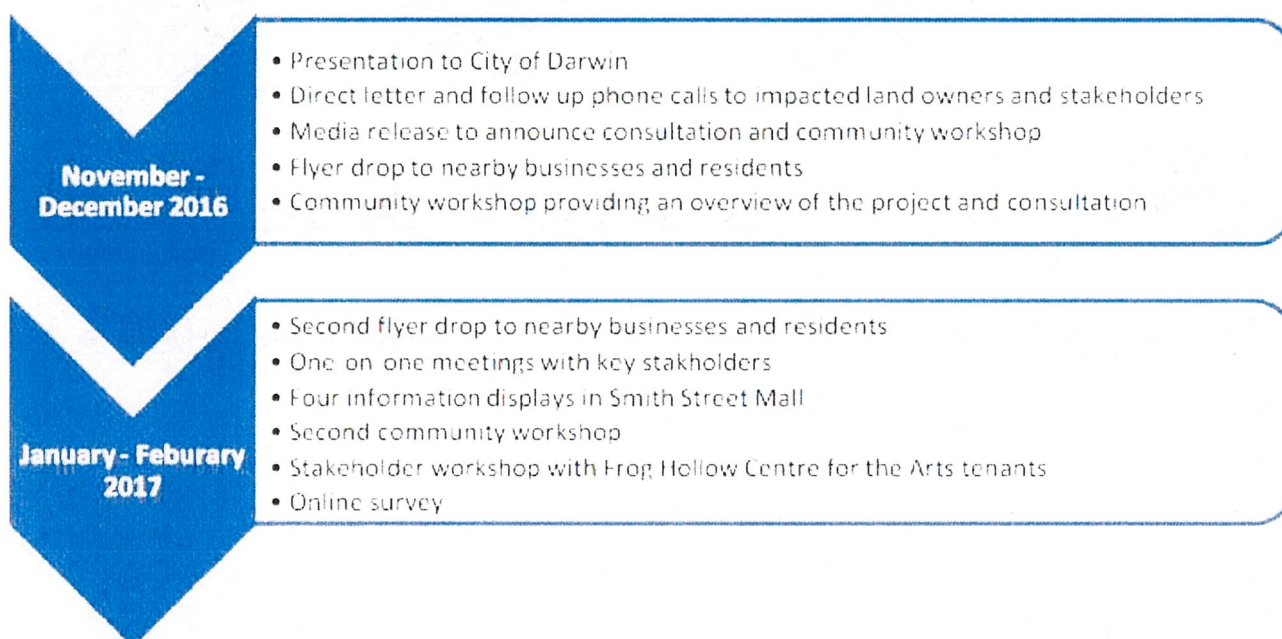 November -
December 2016
• Presentation to City of Darwin
• Direct letter and follow up phone calls to impacted land owners and stakeholders
• Media release to announce consultation and community workshop
• Flyer drop to nearby businesses and residents
• Community workshop providing an overview of the project and consultation
January - Feburary
2017
• Second flyer drop to nearby businesses and residents
• One on one meetings with key stakholders
• Four information displays in Smith Street Mall
• Second community workshop
• Stakeholder workshop with Frog Hollow Centre for the Arts tenants
• Online survey